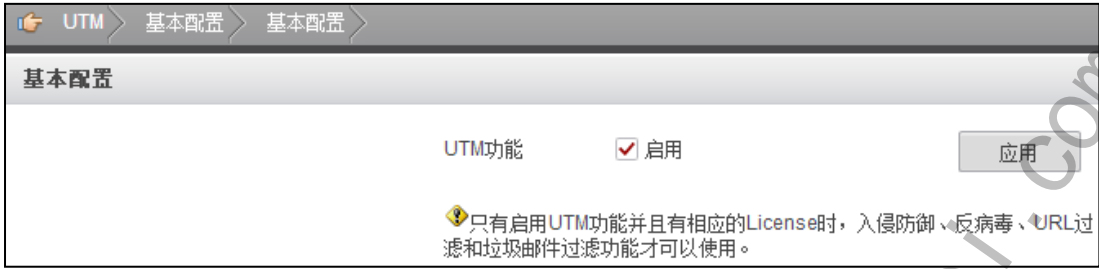 UTM 基本配置 基本配置
基本配置
UTM功能 启用 应用
只有启用UTM功能并且有相应的License时，入侵防御、反病毒、URL过
滤和垃圾邮件过滤功能才可以使用。